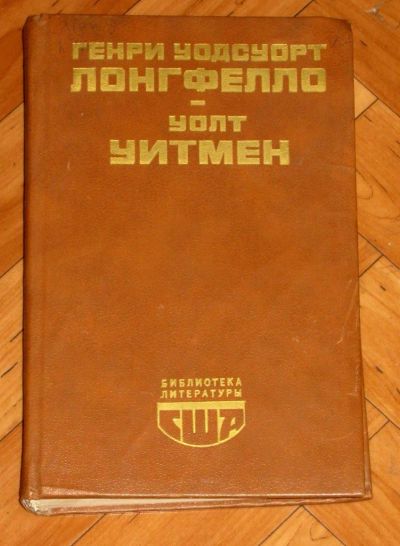 ГЕНРИ УОДСУОРТ
ЛОНГФЕЛЛО
–
УОЛТ
УИТМЕН
БИБЛИОТЕКА
ЛИТЕРАТУРЫ
США